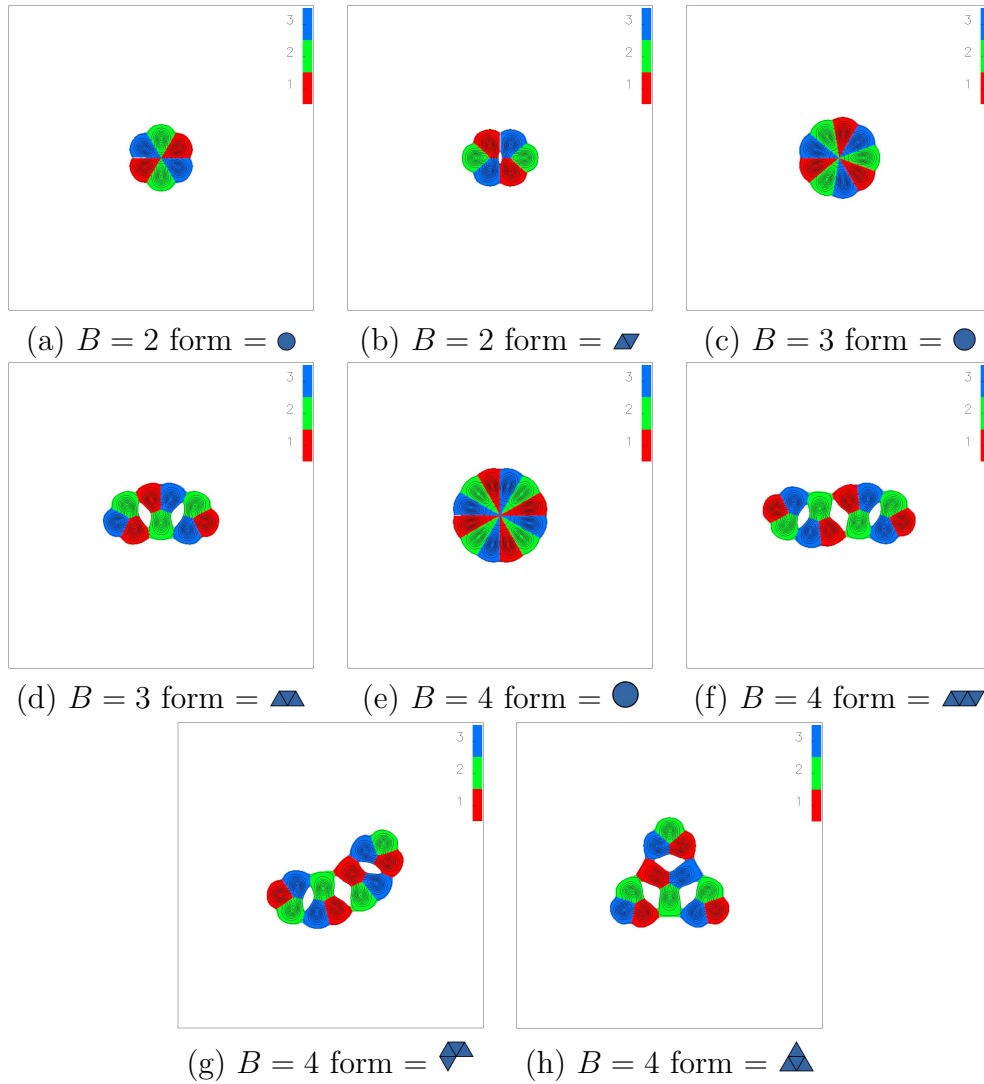 3 3 3
2 2 2
1 1 1
(a) B = 2 form = (b) B = 2 form = (c) B = 3 form =
3 3 3
2 2 2
1 1 1
(d) B = 3 form = (e) B = 4 form = (f) B = 4 form =
3 3
2 2
1 1
(g) B = 4 form = (h) B = 4 form =